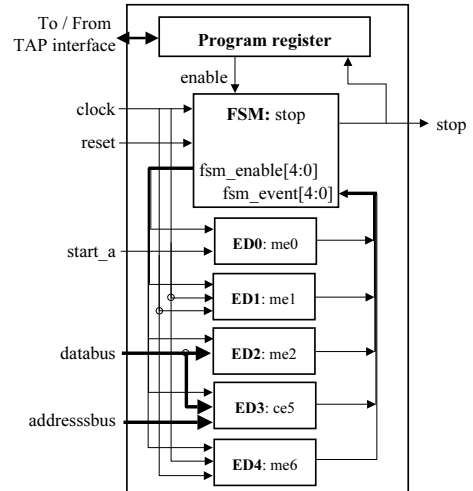 To / From
TAP interface
Program register
enable
clock
FSM: stop
stop
reset
fsm_enable[4:0]
fsm_event[4:0]
ED0: me0
start_a
ED1: me1
ED2: me2
databus
ED3: ce5
addresssbus
ED4: me6